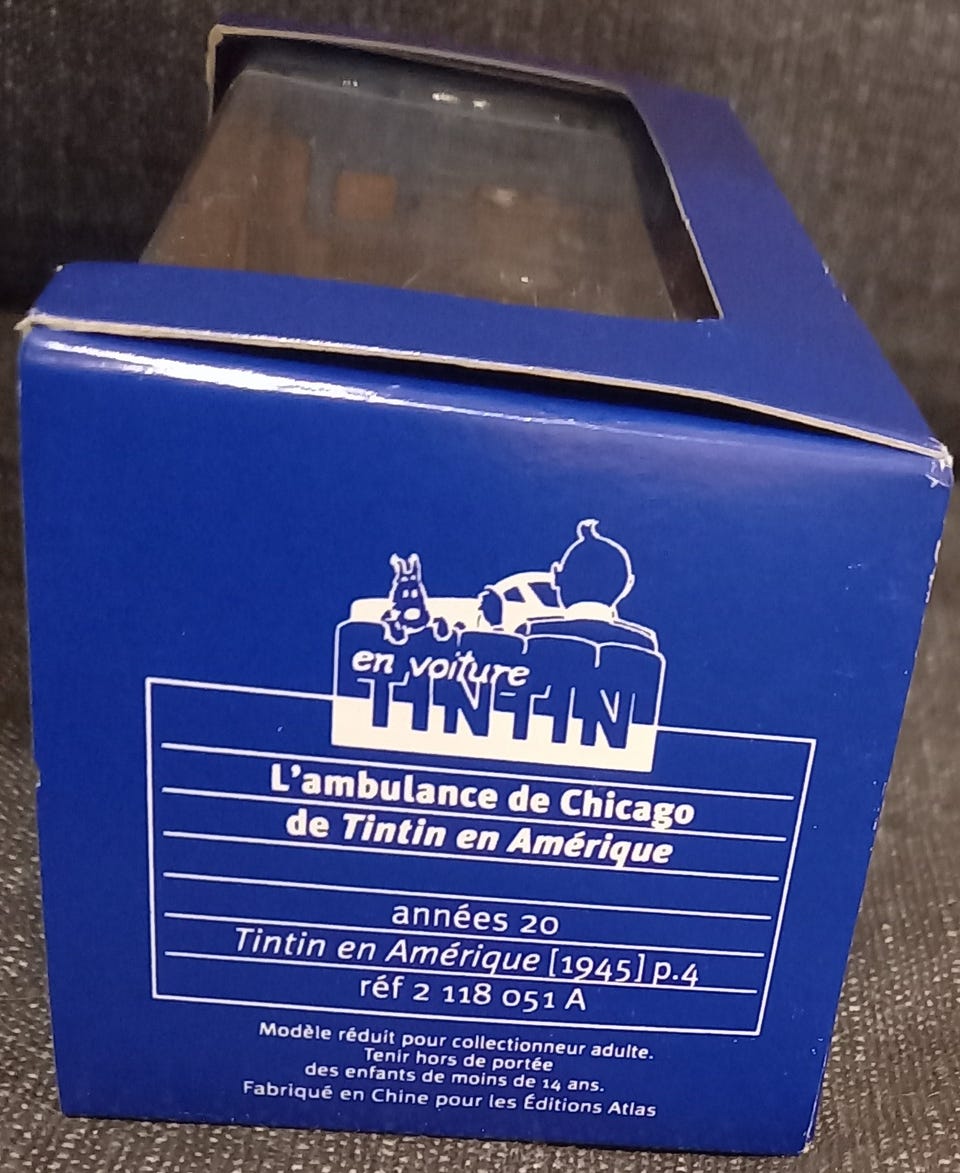 en voiture
TINTIN
L'ambulance de Chicago
de Tintin en Amérique
années 20
Tintin en Amérique [1945] p.4
réf 2 118 051 A
Modèle réduit pour collectionneur adulte.
Tenir hors de portée
des enfants de moins de 14 ans.
Fabriqué en Chine pour les Éditions Atlas